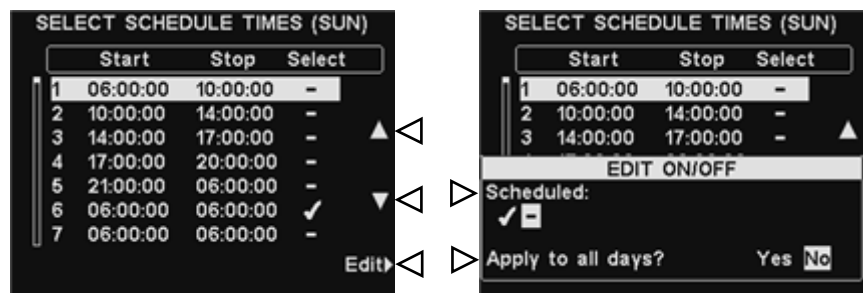 SELECT SCHEDULE TIMES (SUN)
Start Stop Select
1 06:00:00 10:00:00 -
2 10:00:00 14:00:00 -
3 14:00:00 17:00:00 -
4 17:00:00 20:00:00 -
5 21:00:00 06:00:00 -
6 06:00:00 06:00:00 ✓
7 06:00:00 06:00:00 -
Edit
SELECT SCHEDULE TIMES (SUN)
Start Stop Select
1 06:00:00 10:00:00 -
2 10:00:00 14:00:00 -
3 14:00:00 17:00:00 -
EDIT ON/OFF
Scheduled:
✓ -
Apply to all days? Yes No